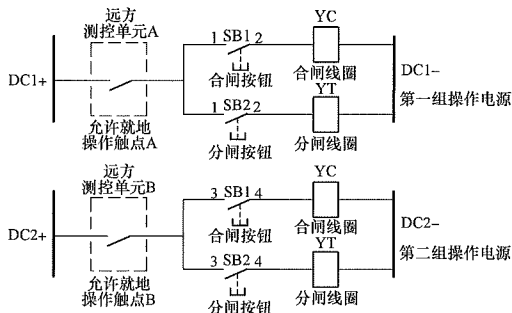 远方
测控单元A
DC1+
允许就地
操作触点A
1 SB1 2
合闸按钮
YC
合闸线圈
1 SB2 2
分闸按钮
YT
分闸线圈
DC1-
第一组操作电源
远方
测控单元B
DC2+
允许就地
操作触点B
3 SB1 4
合闸按钮
YC
合闸线圈
3 SB2 4
分闸按钮
YT
分闸线圈
DC2-
第二组操作电源